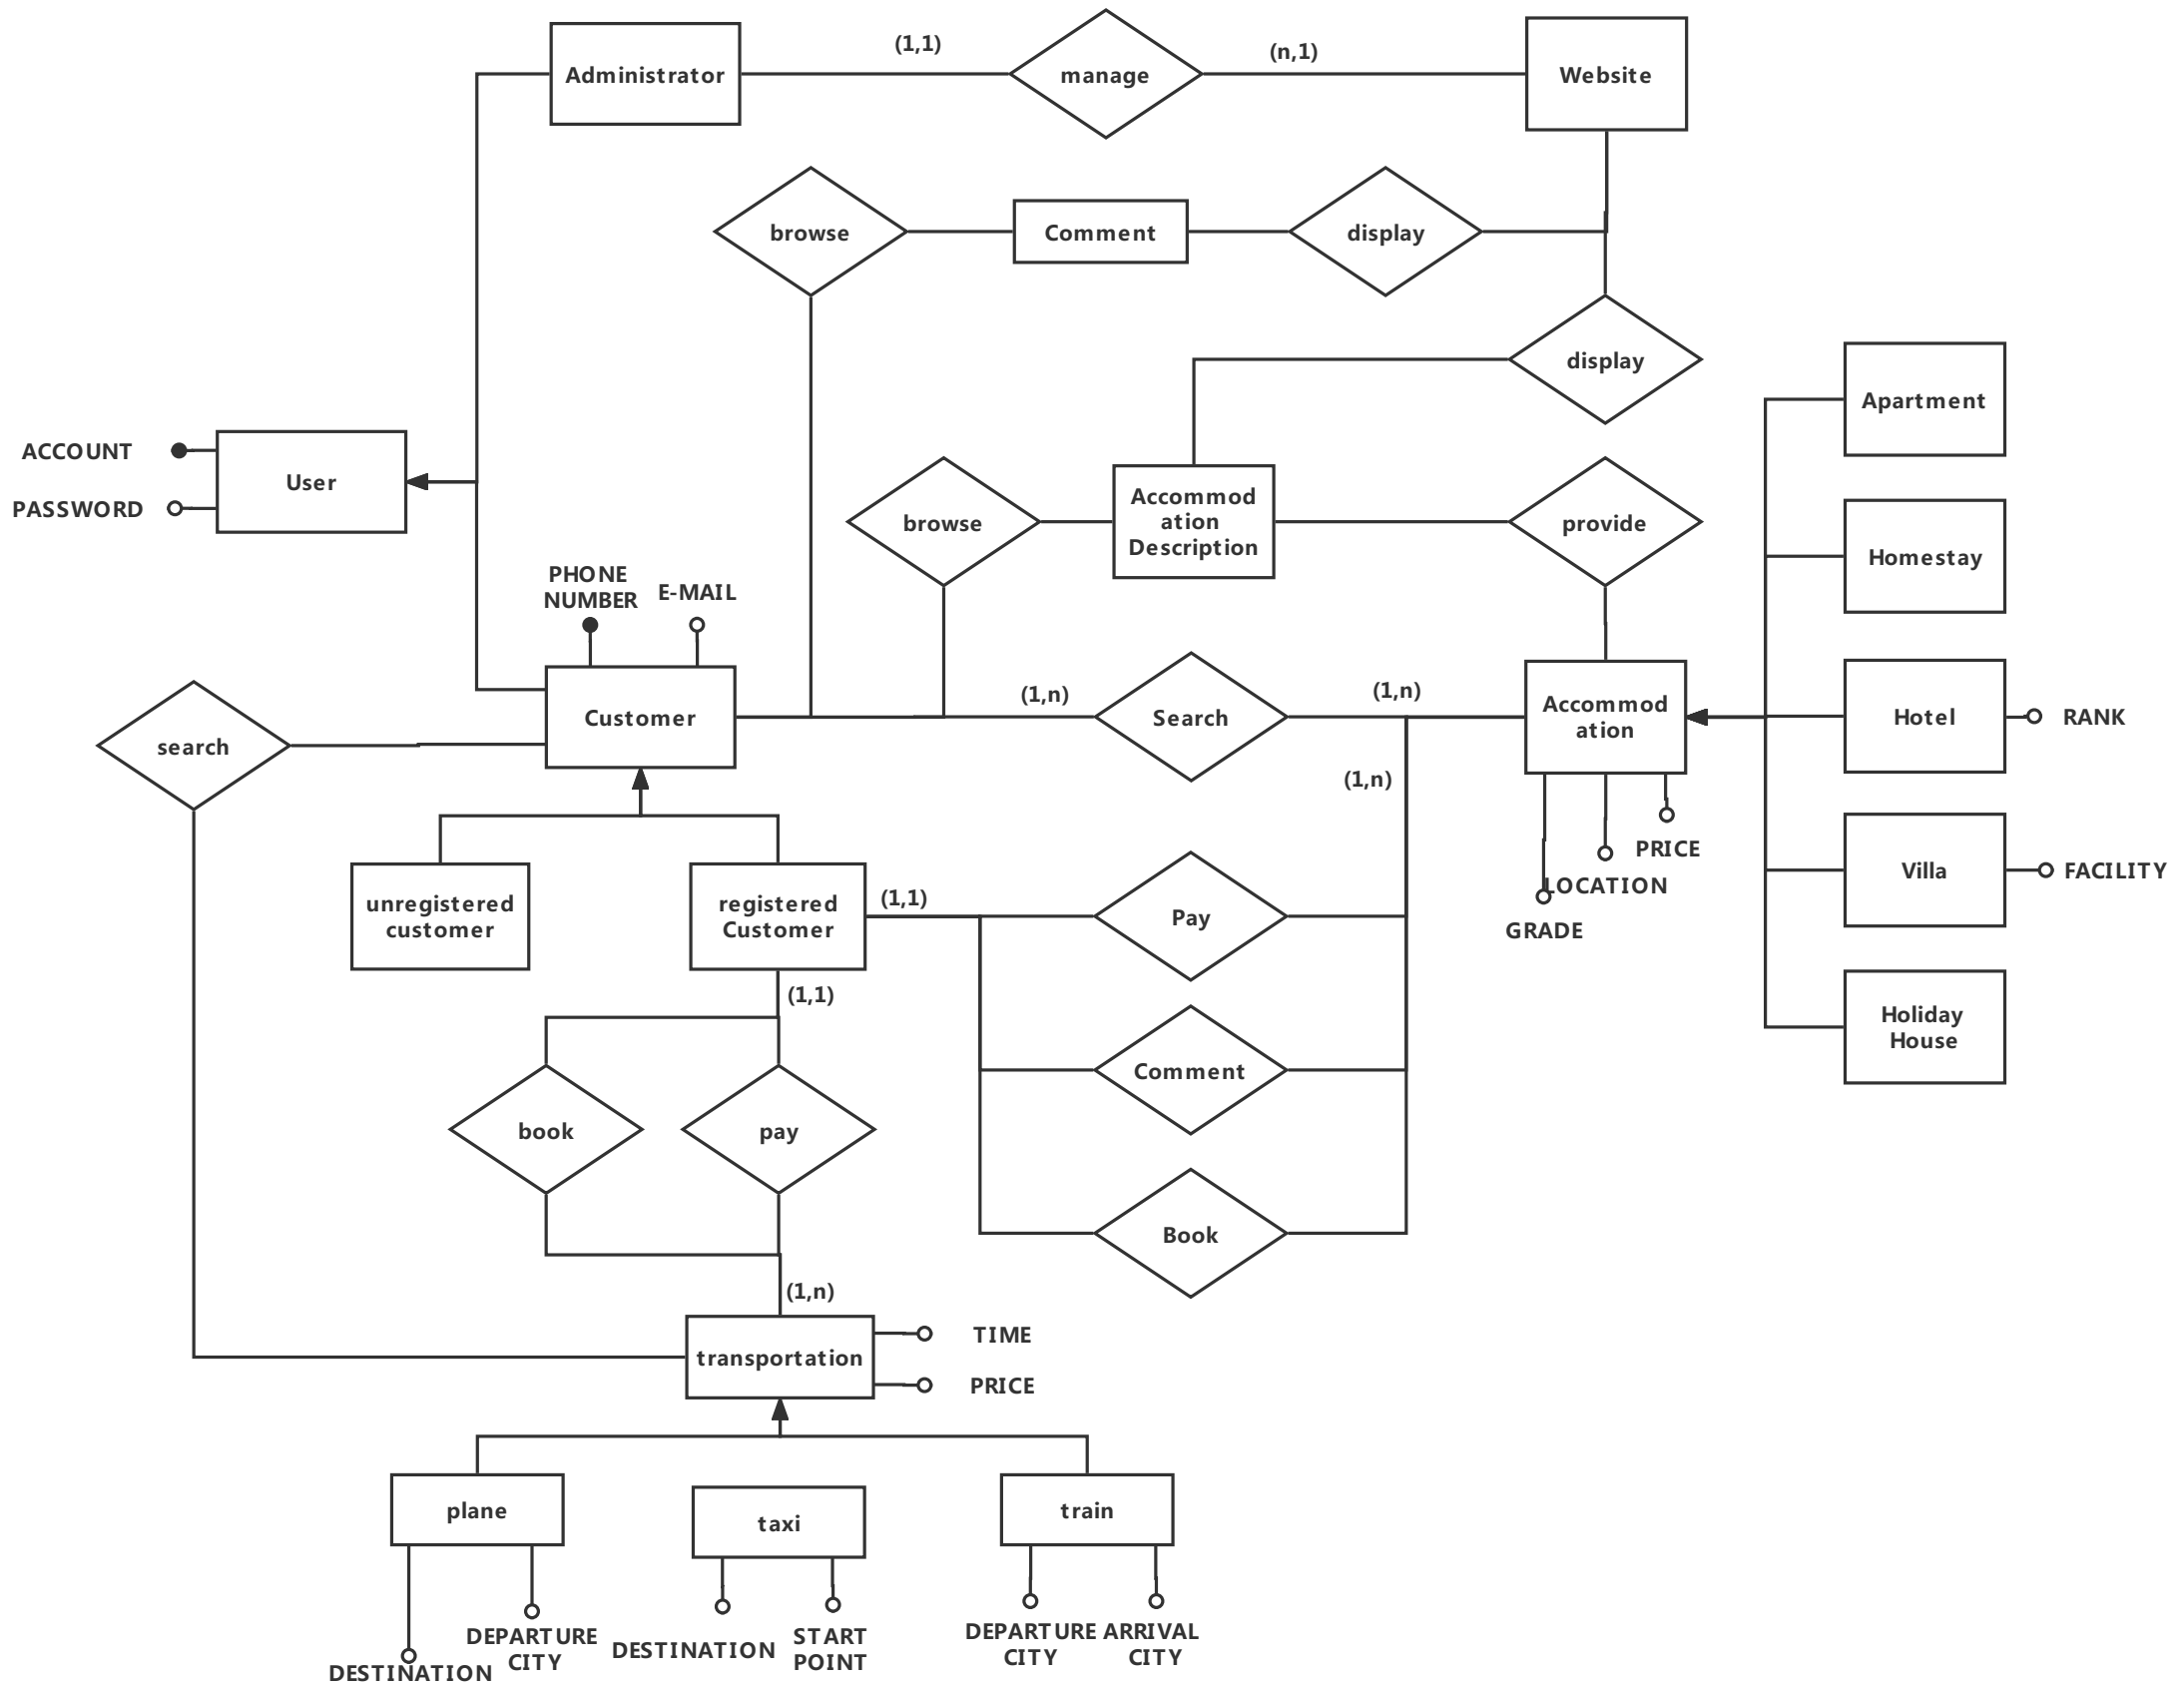 Administrator
(1,1)
manage
(n,1)
Website
browse
Comment
display
display
Apartment
ACCOUNT
PASSWORD
User
browse
Accommod
ation
Description
provide
Homestay
PHONE
NUMBER
E-MAIL
search
Customer
(1,n)
Search
(1,n)
(1,n)
Accommod
ation
Hotel
RANK
PRICE
LOCATION
GRADE
Villa
FACILITY
unregistered
customer
registered
Customer
(1,1)
Pay
(1,1)
Comment
Holiday
House
book
pay
Book
(1,n)
transportation
TIME
PRICE
plane
taxi
train
DESTINATION
DEPARTURE
CITY
DESTINATION
START
POINT
DEPARTURE
CITY
ARRIVAL
CITY